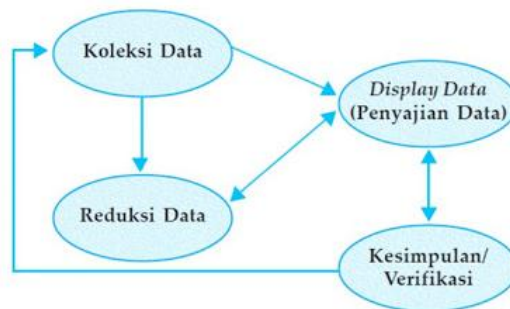 Koleksi Data
Display Data
(Penyajian Data)
Reduksi Data
Kesimpulan/
Verifikasi